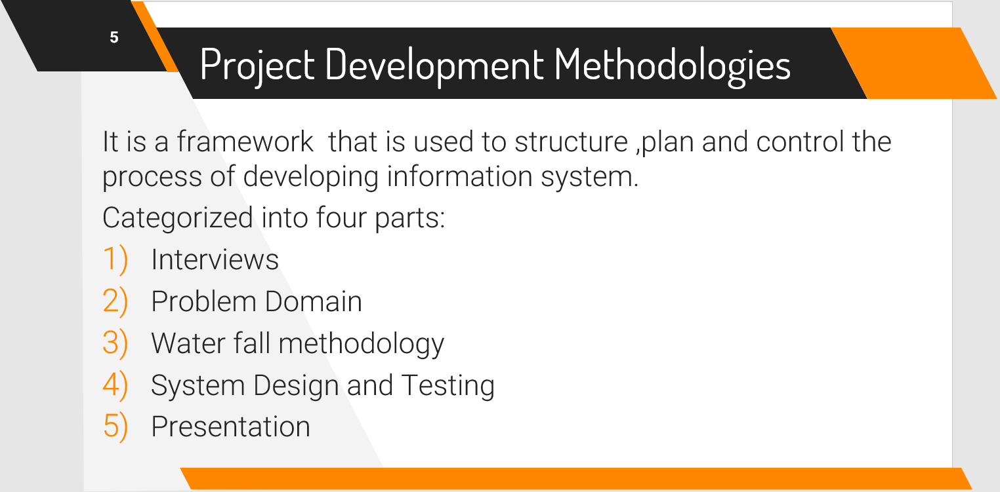 5
Project Development Methodologies
It is a framework  that is used to structure ,plan and control the
process of developing information system.
Categorized into four parts:
1) Interviews
2) Problem Domain
3) Water fall methodology
4) System Design and Testing
5) Presentation